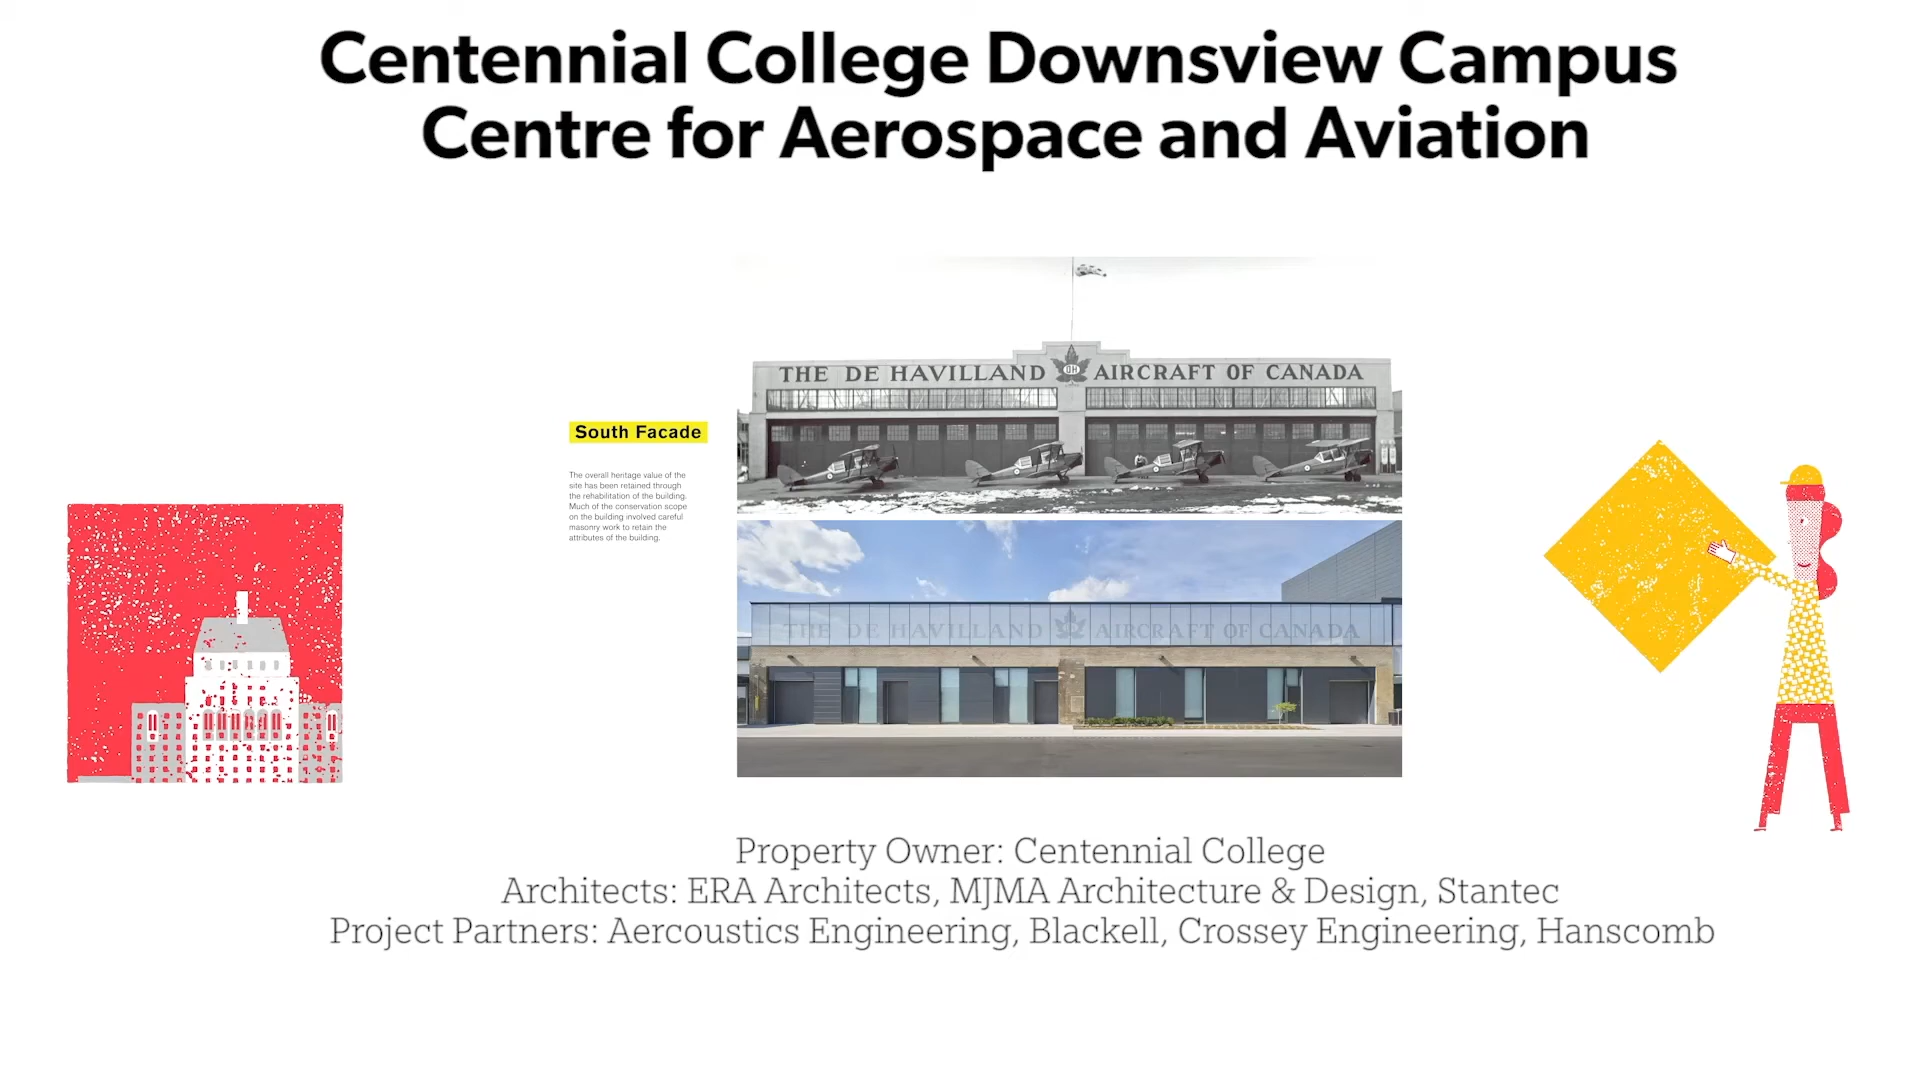 Centennial College Downsview Campus
Centre for Aerospace and Aviation
THE DE HAVILLAND DH AIRCRAFT OF CANADA
South Facade
The overall heritage value of the
site has been retained through
the rehabilitation of the building.
Much of the conservation scope
on the building involved careful
masonry work to retain the
attributes of the building.
THE DE HAVILLAND AIRCRAFT OF CANADA
Property Owner: Centennial College
Architects: ERA Architects, MJMA Architecture & Design, Stantec
Project Partners: Aercoustics Engineering, Blackell, Crossey Engineering, Hanscomb